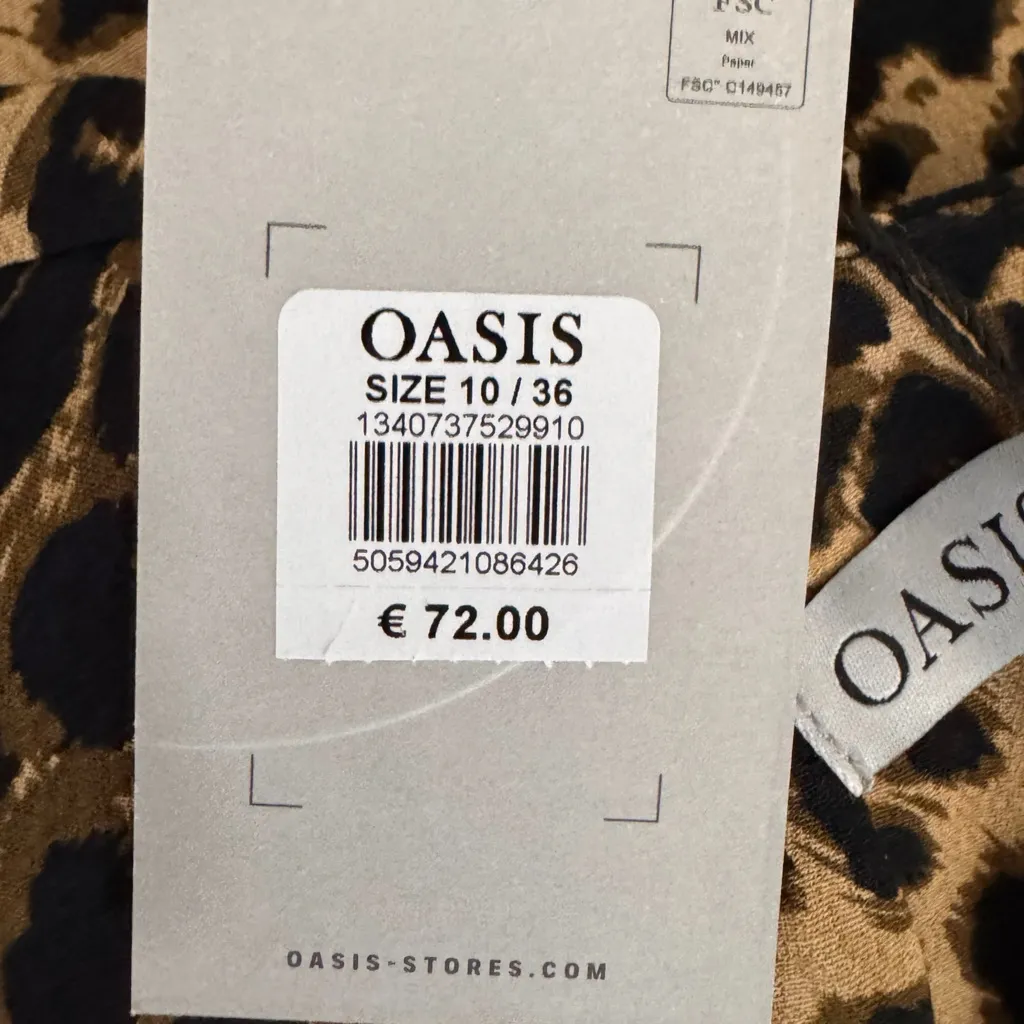 FSC
MIX
Paper
FSC® C149457
OASIS
SIZE 10 / 36
1340737529910
5059421086426
€ 72.00
OASIS
OASIS-STORES.COM